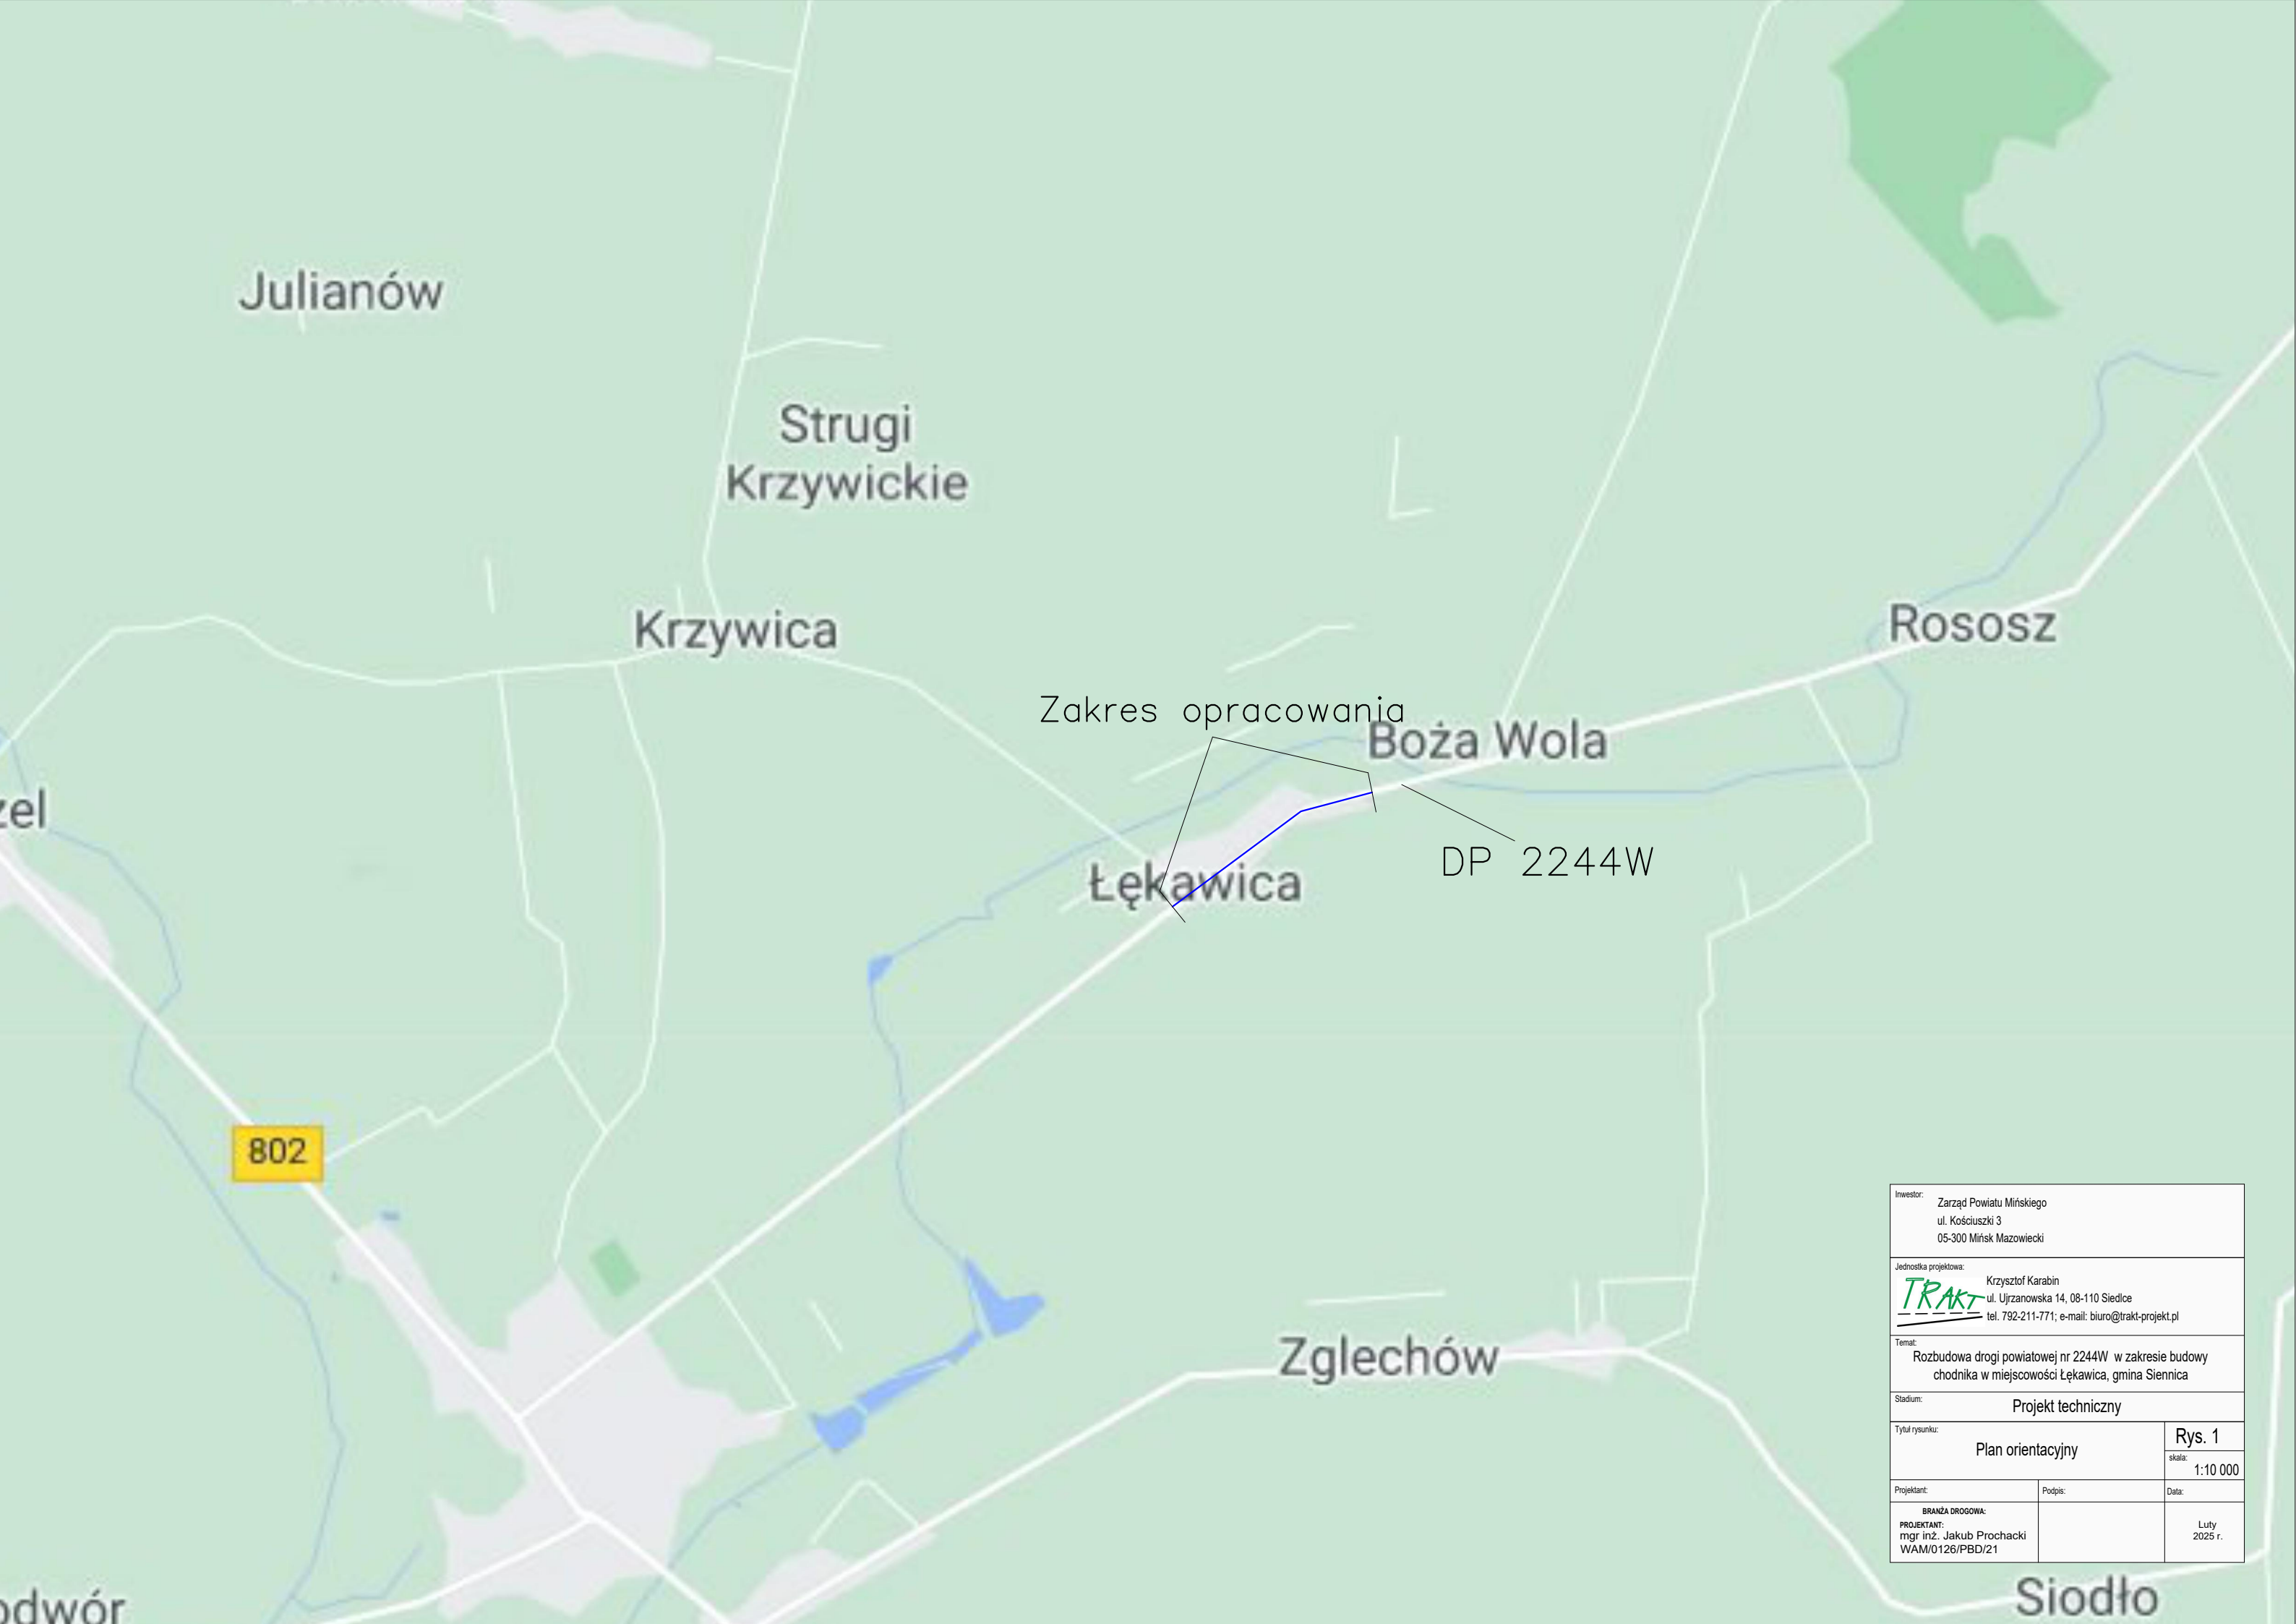 Julianów
Strugi
Krzywickie
Krzywica
Rososz
Zakres opracowania
Boża Wola
zel
DP 2244W
Łękawica
802
Zglechów
odwór
Siodło
Inwestor:
Zarząd Powiatu Mińskiego
ul. Kościuszki 3
05-300 Mińsk Mazowiecki
Jednostka projektowa:
TRAKT
Krzysztof Karabin
ul. Ujrzanowska 14, 08-110 Siedlce
tel. 792-211-771; e-mail: biuro@trakt-projekt.pl
Temat:
Rozbudowa drogi powiatowej nr 2244W w zakresie budowy
chodnika w miejscowości Łękawica, gmina Siennica
Stadium:
Projekt techniczny
Tytuł rysunku:
Plan orientacyjny
Rys. 1
skala:
1:10 000
Projektant:
Podpis:
Data:
BRANŻA DROGOWA:
PROJEKTANT:
mgr inż. Jakub Prochacki
WAM/0126/PBD/21
Luty
2025 r.